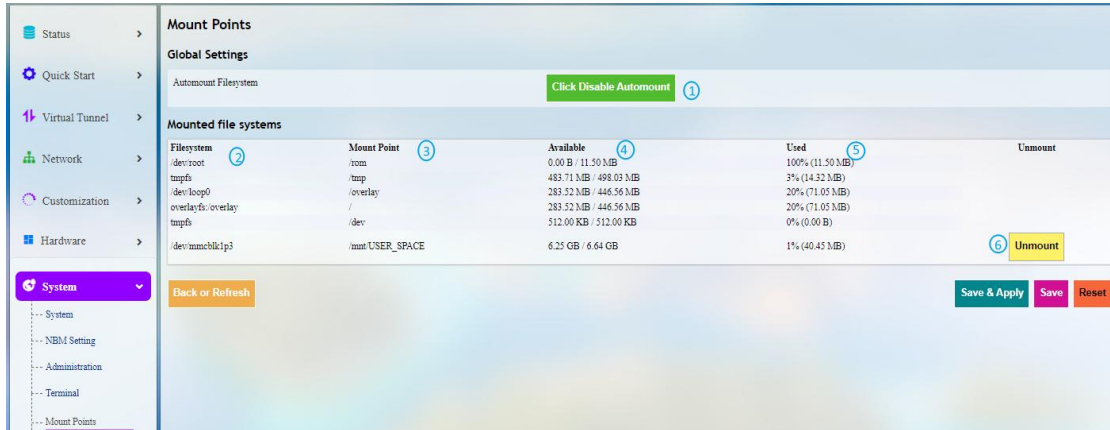 Status
Quick Start
Virtual Tunnel
Network
Customization
Hardware
System
--- System
--- NBM Setting
--- Administration
--- Terminal
--- Mount Points
Mount Points
Global Settings
Automount Filesystem Click Disable Automount 1
Mounted file systems
Filesystem 2 Mount Point 3 Available 4 Used 5 Unmount
/dev/root /rom 0.00 B / 11.50 MB 100% (11.50 MB)
tmpfs /tmp 483.71 MB / 498.03 MB 3% (14.32 MB)
/dev/loop0 /overlay 283.52 MB / 446.56 MB 20% (71.05 MB)
overlayfs:/overlay / 283.52 MB / 446.56 MB 20% (71.05 MB)
tmpfs /dev 512.00 KB / 512.00 KB 0% (0.00 B)
/dev/mmcblk1p3 /mnt/USER_SPACE 6.25 GB / 6.64 GB 1% (40.45 MB) 6 Unmount
Back or Refresh Save & Apply Save Reset